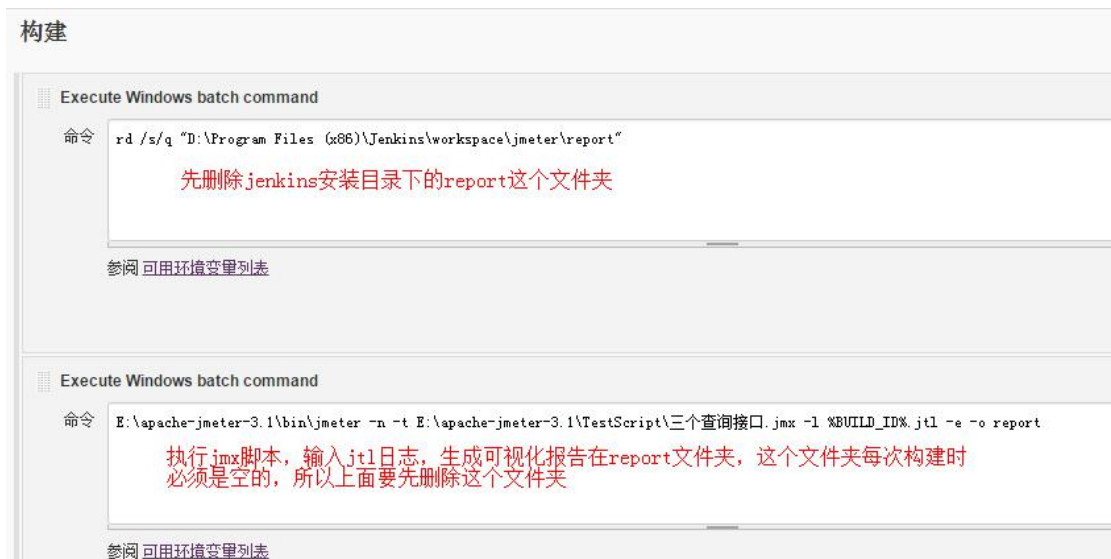 构建
Execute Windows batch command
命令 rd /s/q "D:\Program Files (x86)\Jenkins\workspace\jmeter\report"
先删除jenkins安装目录下的report这个文件夹
参阅 可用环境变量列表
Execute Windows batch command
命令 E:\apache-jmeter-3.1\bin\jmeter -n -t E:\apache-jmeter-3.1\TestScript\三个查询接口.jmx -l %BUILD_ID%.jtl -e -o report
执行jmx脚本，输入jtl日志，生成可视化报告在report文件夹，这个文件夹每次构建时
必须是空的，所以上面要先删除这个文件夹
参阅 可用环境变量列表